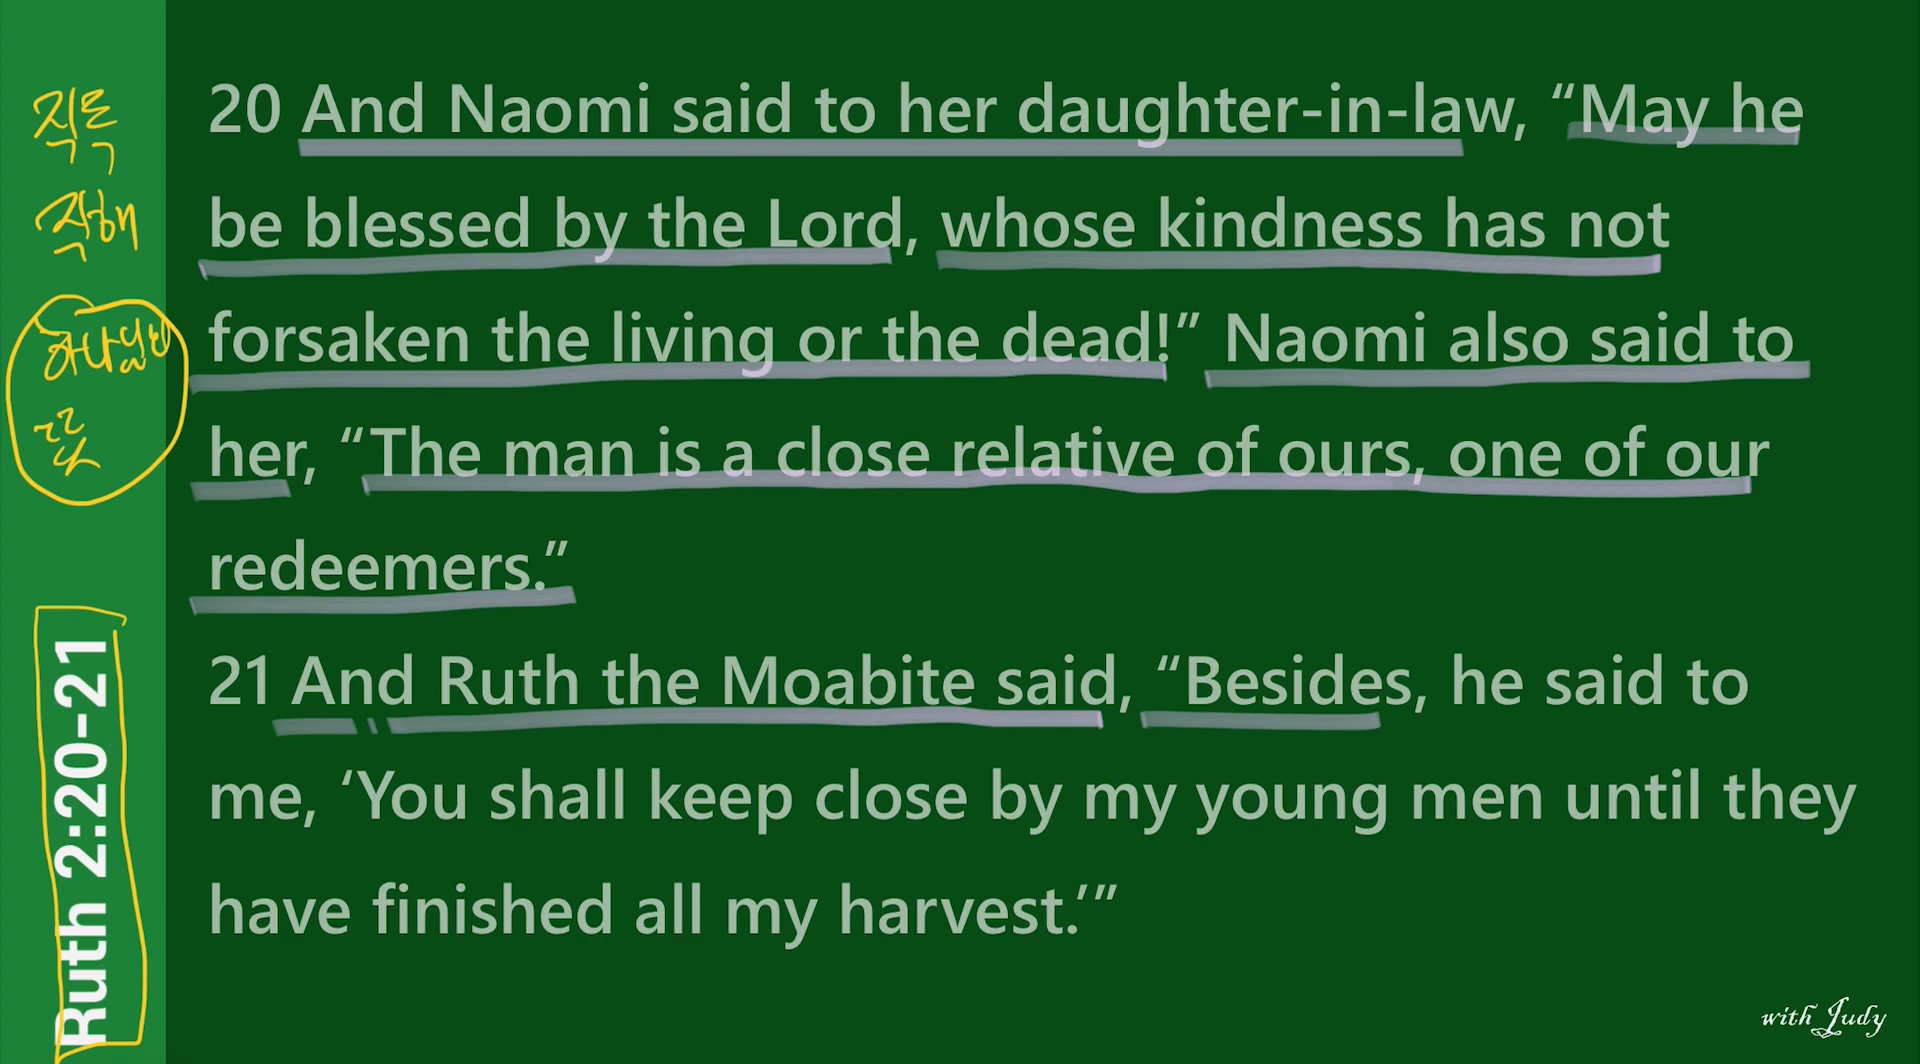 직독
직해
하나님의
뜻
Ruth 2:20-21
20 And Naomi said to her daughter-in-law, “May he
be blessed by the Lord, whose kindness has not
forsaken the living or the dead!” Naomi also said to
her, “The man is a close relative of ours, one of our
redeemers.”
21 And Ruth the Moabite said, “Besides, he said to
me, ‘You shall keep close by my young men until they
have finished all my harvest.’”
with Judy